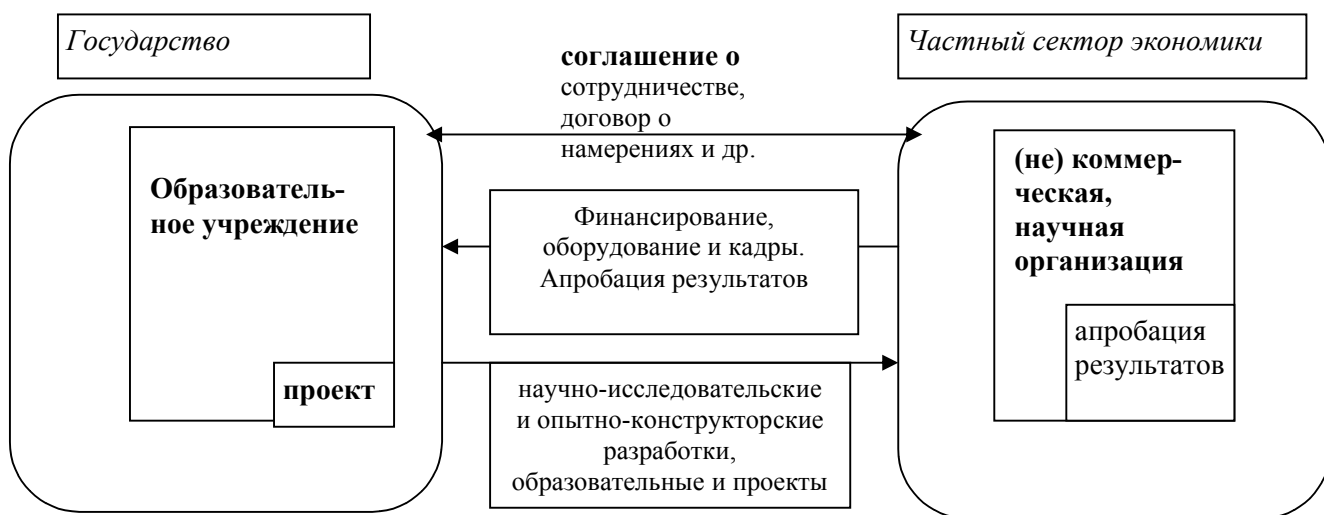 Государство
Частный сектор экономики
соглашение о
сотрудничестве,
договор о
намерениях и др.
Образователь-
ное учреждение
(не) коммер-
ческая,
научная
организация
Финансирование,
оборудование и кадры.
Апробация результатов
проект
апробация
результатов
научно-исследовательские
и опытно-конструкторские
разработки,
образовательные и проекты